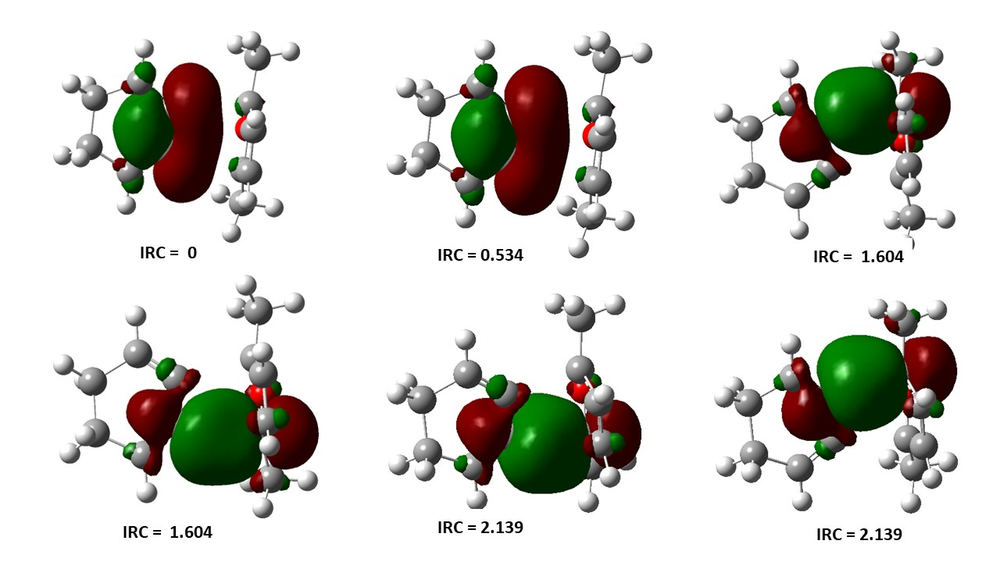 IRC =  0
IRC = 0.534
IRC =  1.604
IRC =  1.604
IRC = 2.139
IRC = 2.139